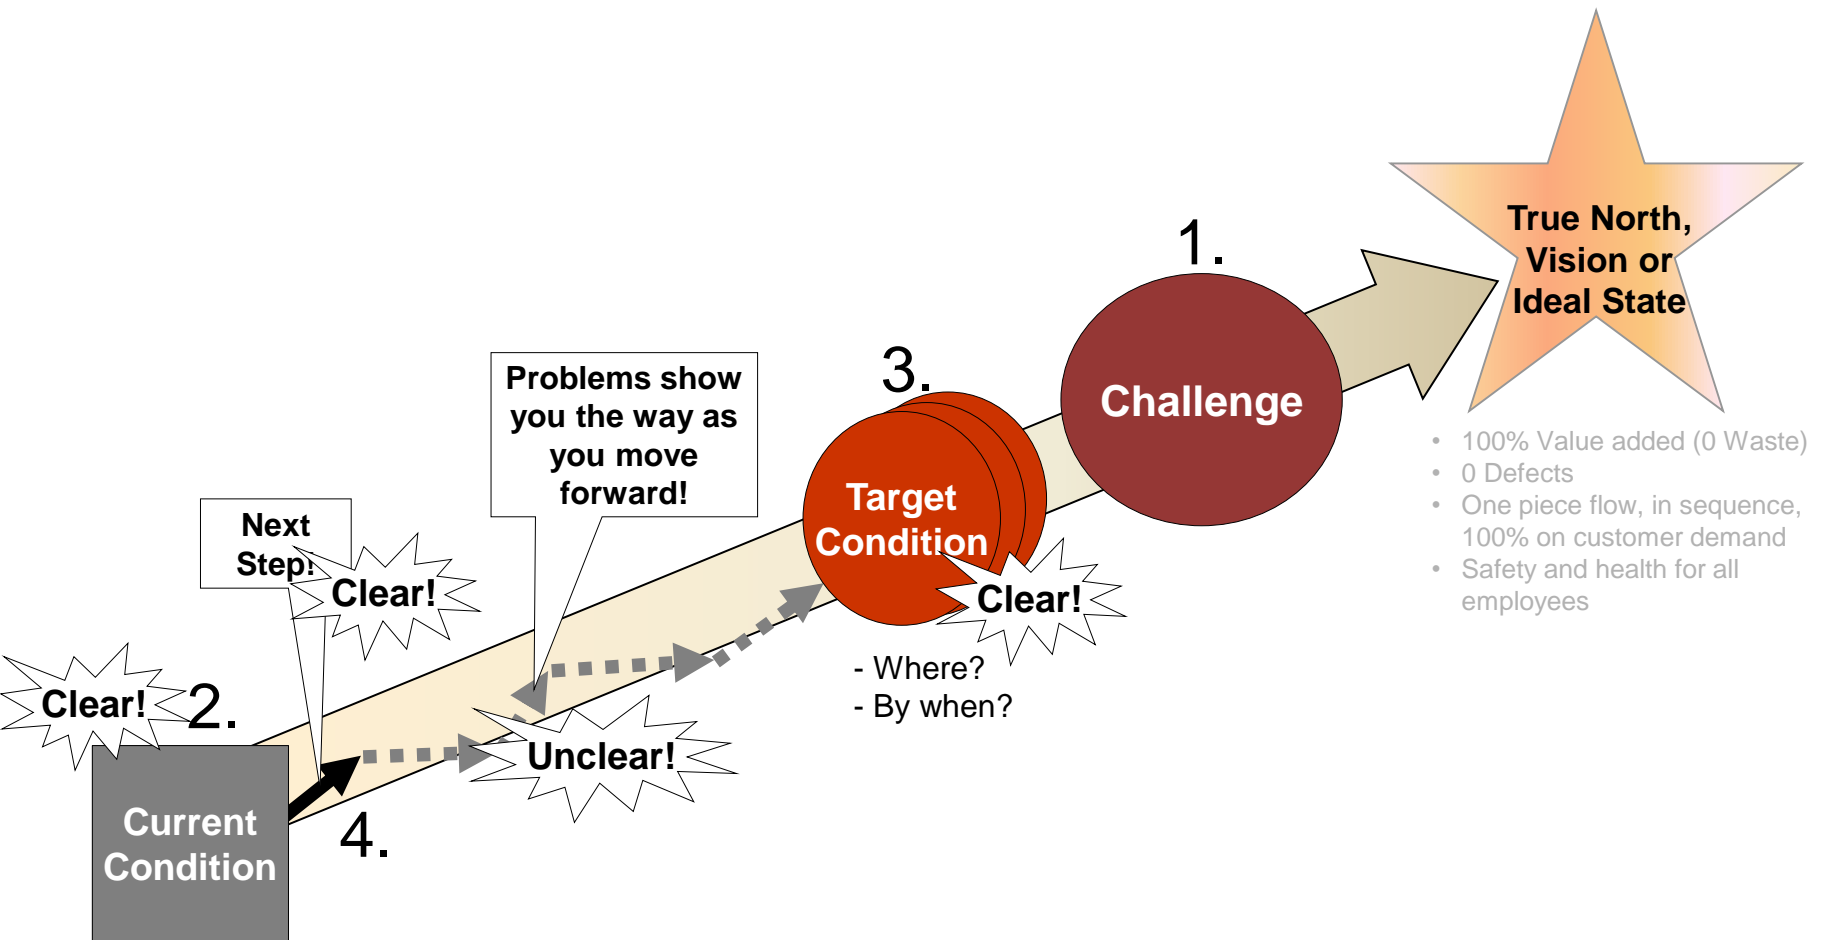 True North,
Vision or
Ideal State
1.
Challenge
3.
Problems show
you the way as
you move
forward!
• 100% Value added (0 Waste)
• 0 Defects
• One piece flow, in sequence,
100% on customer demand
• Safety and health for all
employees
Target
Condition
Next
Step!
Clear!
Clear!
- Where?
- By when?
Clear!
2.
Unclear!
4.
Current
Condition